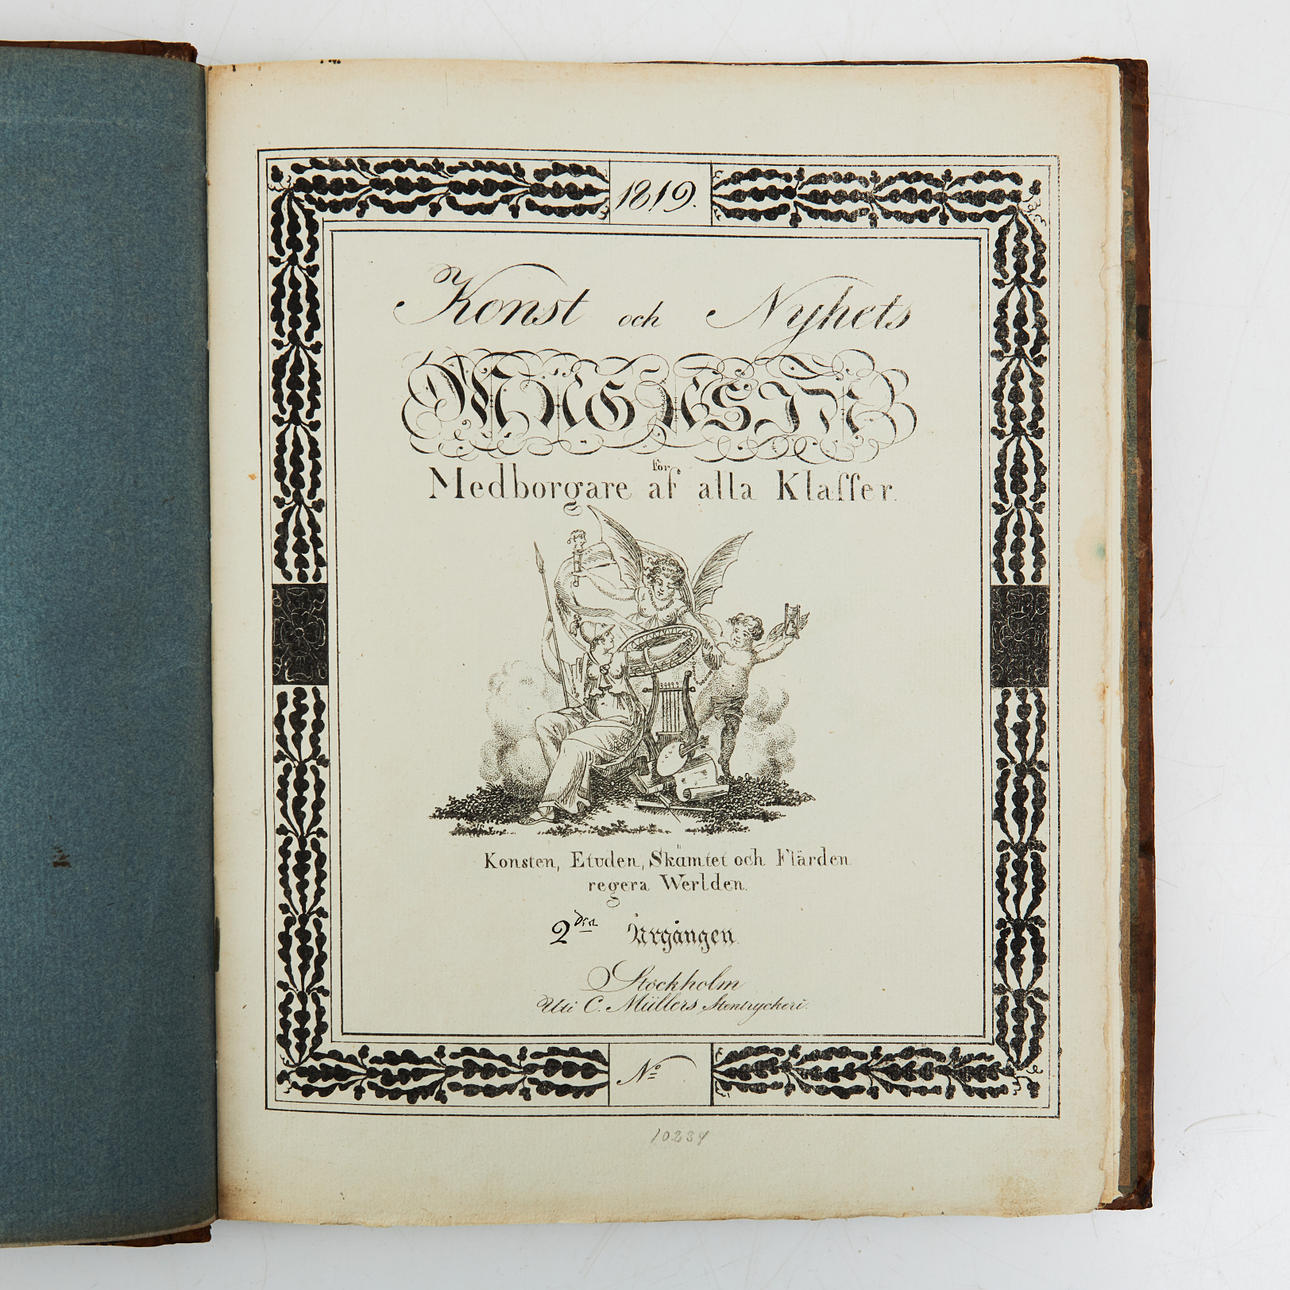 1819.
Konst och Nyhets
MAGASIN
för
Medborgare af alla Klaſſer.
Konsten, Etuden, Skämtet och Flärden
regera Werlden.
2dra Årgången
Stockholm
Uti C. Müllers Stentryckeri.
No
10234